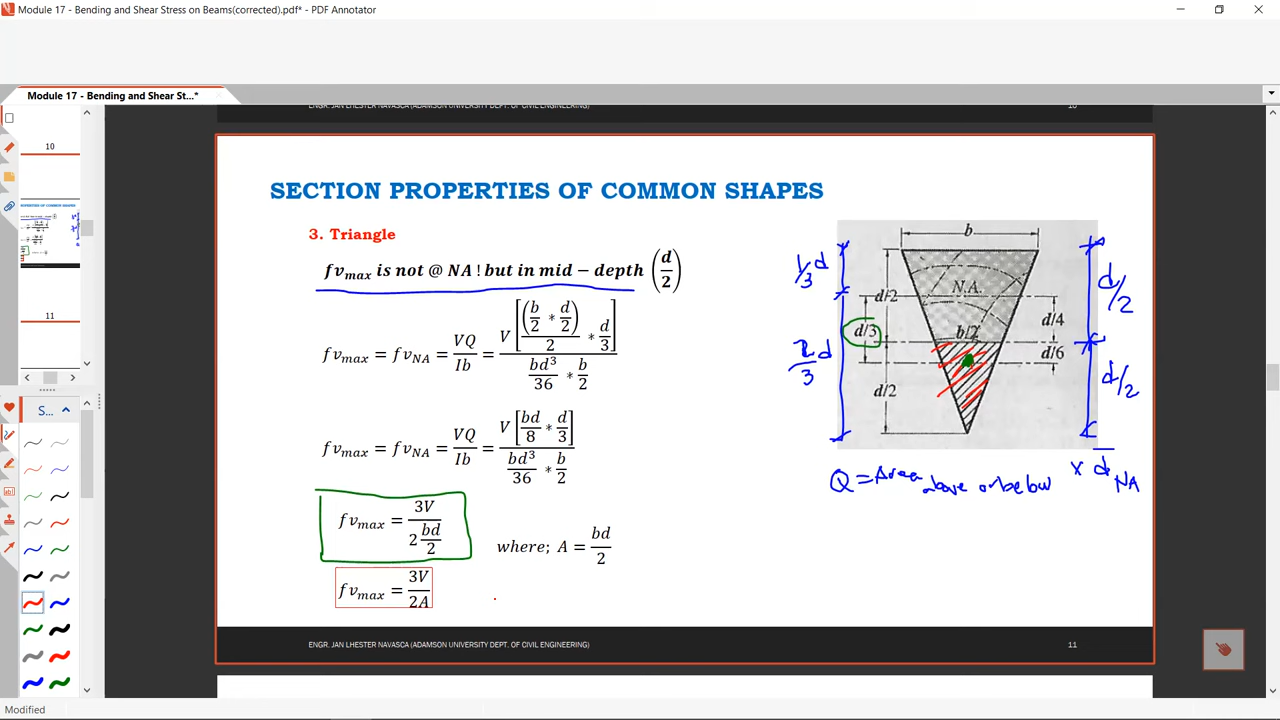 Module 17 - Bending and Shear Stress on Beams(corrected).pdf* - PDF Annotator
Module 17 - Bending and Shear St...*
ENGR. JAN LHESTER NAVASCA (ADAMSON UNIVERSITY DEPT. OF CIVIL ENGINEERING) 10
10
11
S...
SECTION PROPERTIES OF COMMON SHAPES
3. Triangle
fv_max is not @ NA ! but in mid − depth (d/2)
fv_max = fv_NA = VQ/Ib = V[((b/2 * d/2)/2) * d/3] / (bd³/36 * b/2)
fv_max = fv_NA = VQ/Ib = V[bd/8 * d/3] / (bd³/36 * b/2)
fv_max = 3V / (2 bd/2)
where; A = bd/2
fv_max = 3V/2A
b
N.A.
d/2
d/3
b/2
d/4
d/6
d/2
1/3 d
2/3 d
d/2
d/2
Q = Area above or below x d̅ NA
ENGR. JAN LHESTER NAVASCA (ADAMSON UNIVERSITY DEPT. OF CIVIL ENGINEERING) 11
Modified